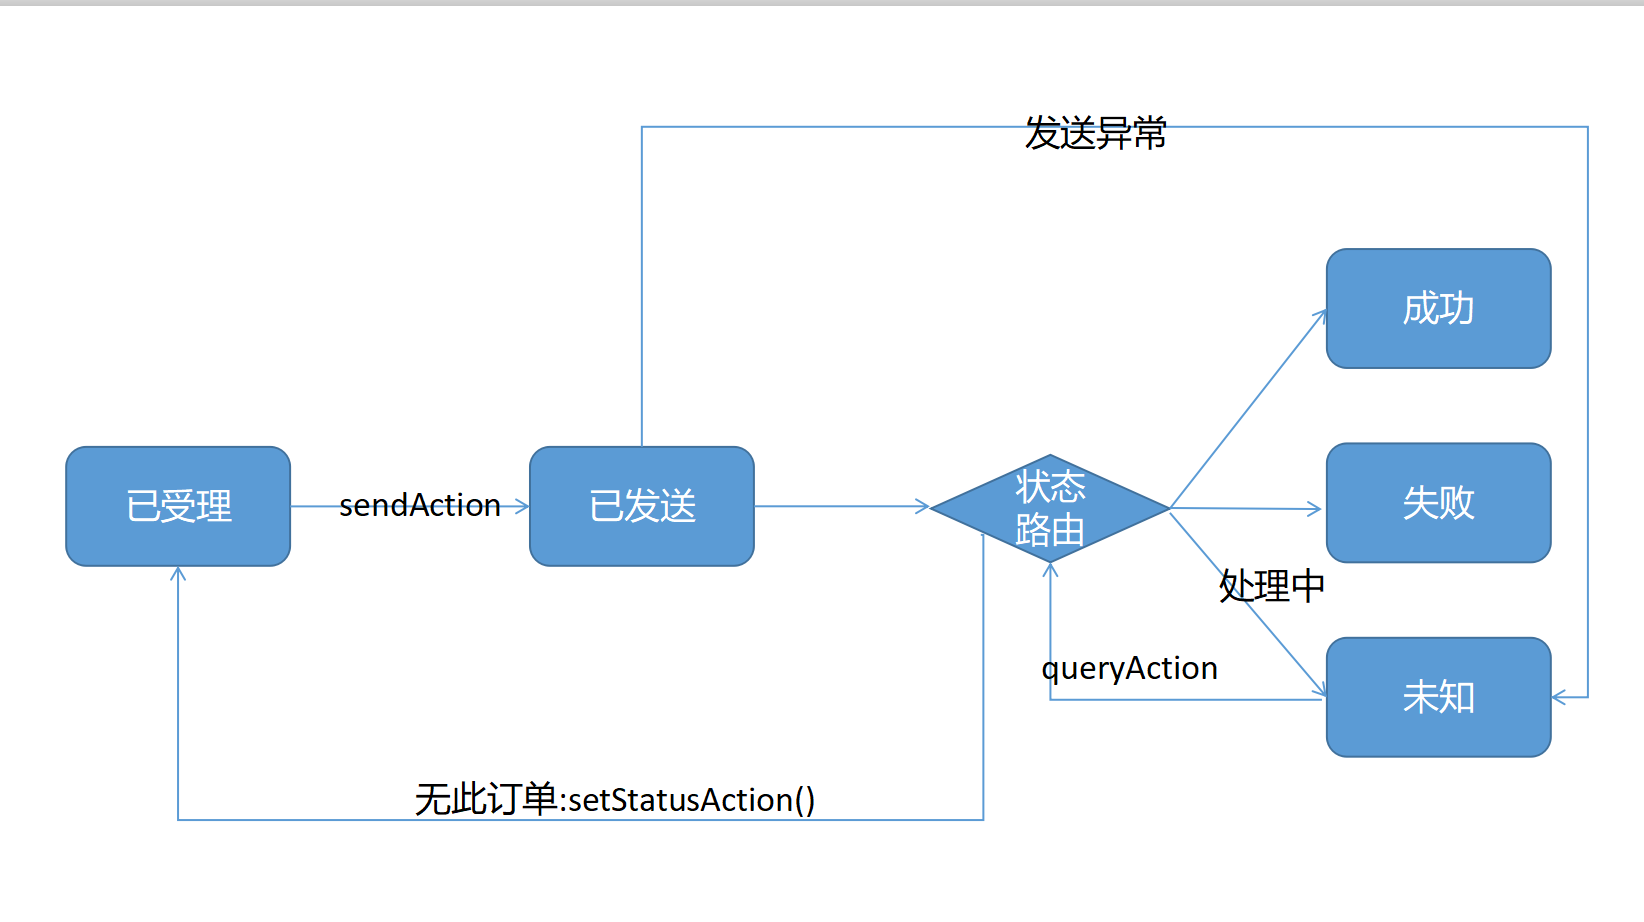 发送异常
成功
已受理
sendAction
已发送
状态
路由
失败
处理中
queryAction
未知
无此订单:setStatusAction()